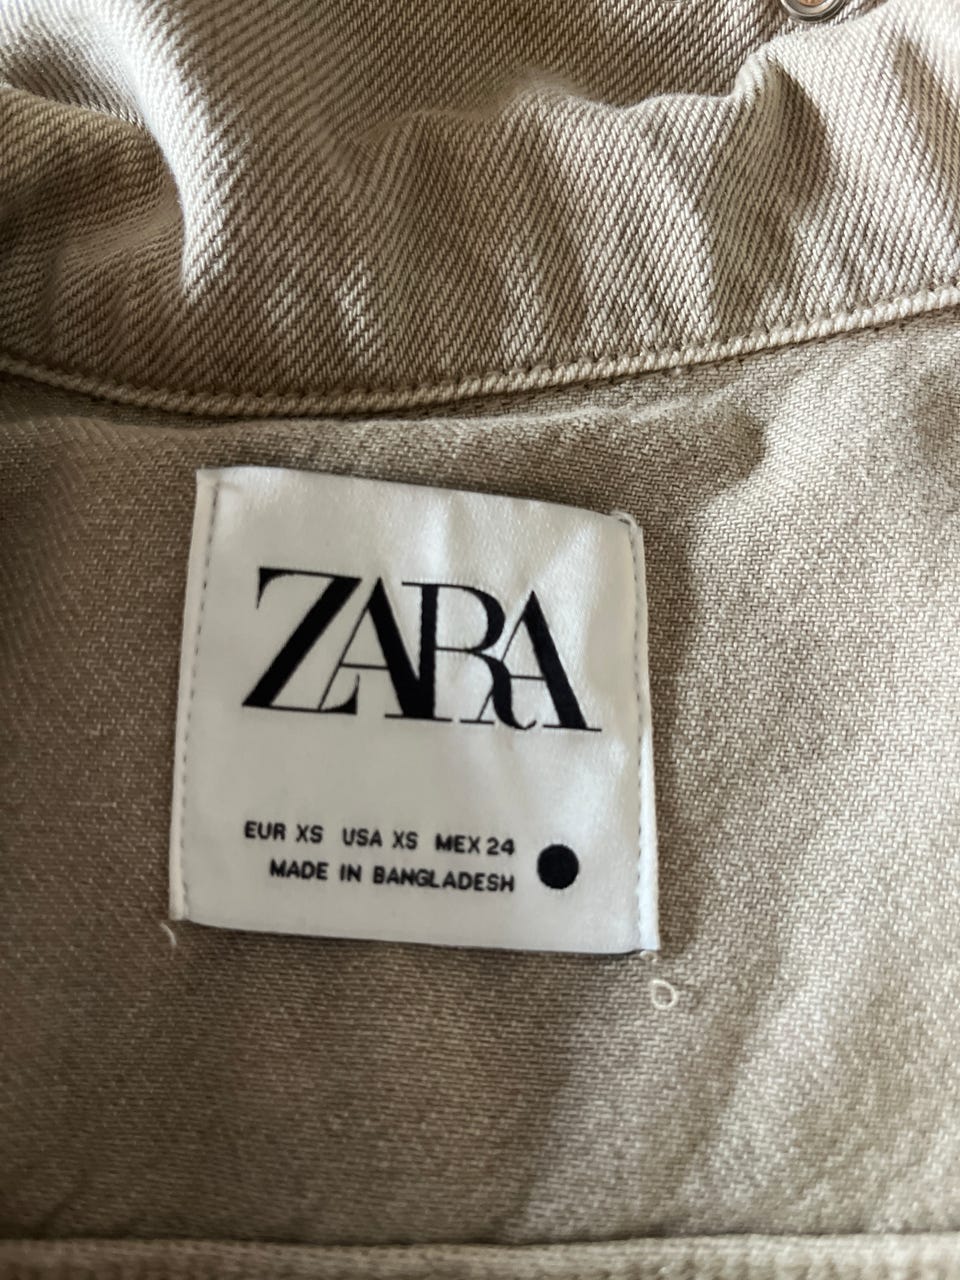 ZARA
EUR XS USA XS MEX 24
MADE IN BANGLADESH